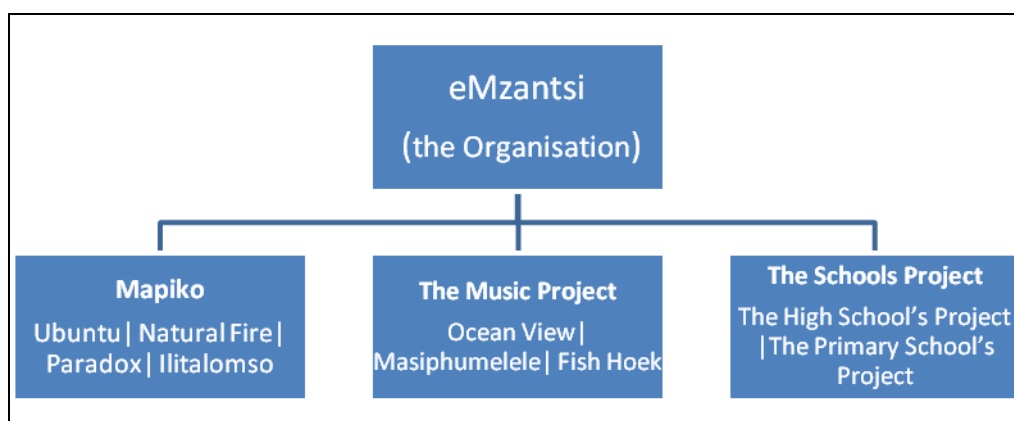 eMzantsi
(the Organisation)
Mapiko
Ubuntu| Natural Fire|
Paradox| Ilitalomso
The Music Project
Ocean View|
Masiphumelele| Fish Hoek
The Schools Project
The High School’s Project
|The Primary School’s
Project